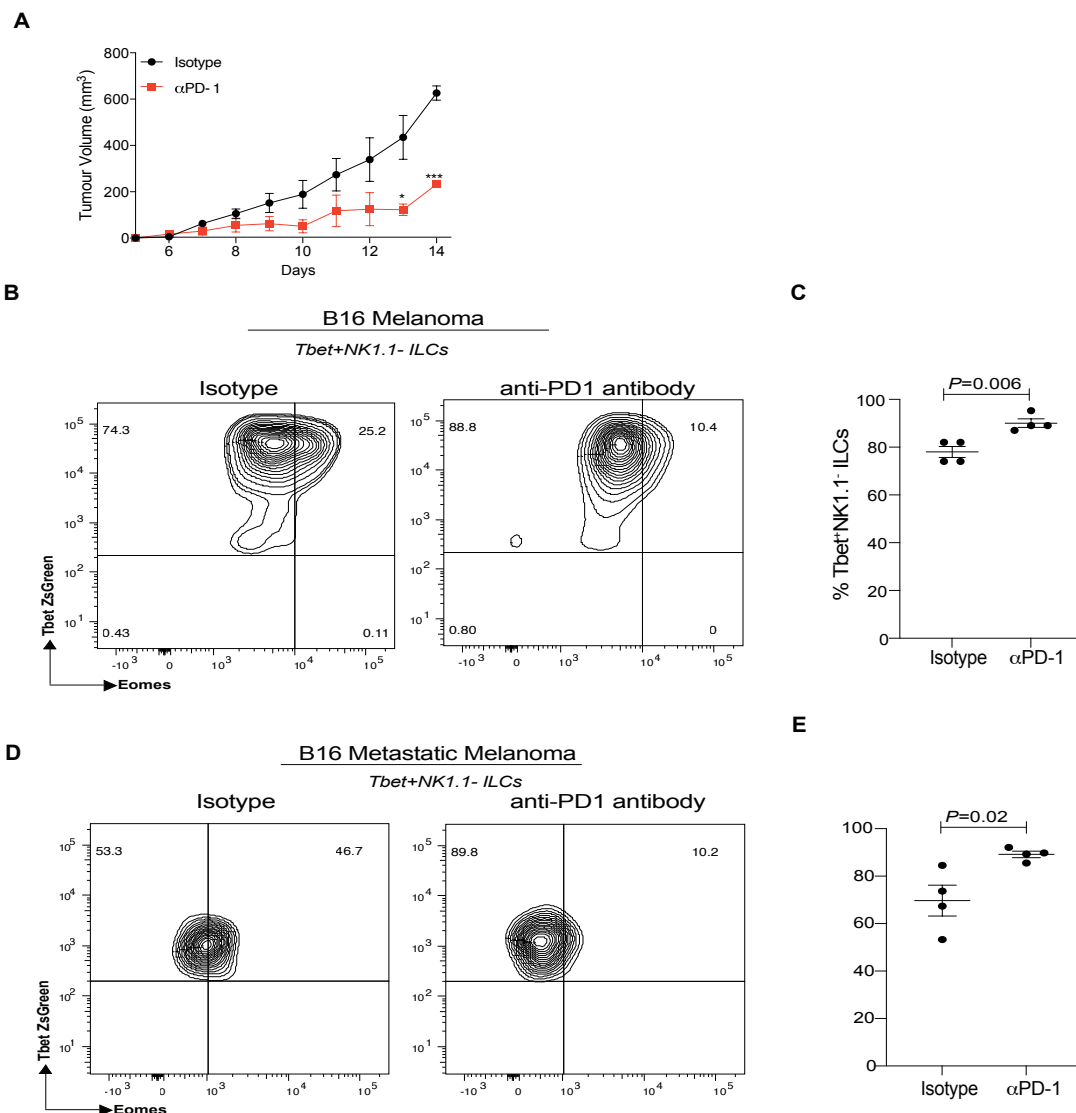 A
Tumour Volume (mm³)
800
600
400
200
0
Isotype
αPD-1
*
***
6 8 10 12 14
Days
B
B16 Melanoma
Tbet+NK1.1- ILCs
Isotype
anti-PD1 antibody
74.3 25.2
0.43 0.11
88.8 10.4
0.80 0
10⁵
10⁴
10³
10²
10¹
-10³ 0 10³ 10⁴ 10⁵
10⁵
10⁴
10³
10²
10¹
-10³ 0 10³ 10⁴ 10⁵
Tbet ZsGreen
Eomes
C
P=0.006
% Tbet⁺NK1.1⁻ ILCs
100
80
60
40
20
0
Isotype αPD-1
D
B16 Metastatic Melanoma
Tbet+NK1.1- ILCs
Isotype
anti-PD1 antibody
53.3 46.7
89.8 10.2
10⁵
10⁴
10³
10²
10¹
-10³ 0 10³ 10⁴ 10⁵
10⁵
10⁴
10³
10²
10¹
-10³ 0 10³ 10⁴ 10⁵
Tbet ZsGreen
Eomes
E
P=0.02
100
80
60
40
20
0
Isotype αPD-1